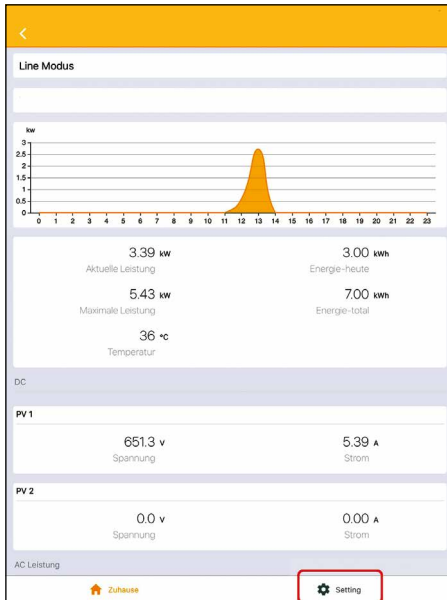 Line Modus
kw
3
2.5
2
1.5
1
0.5
0
0 1 2 3 4 5 6 7 8 9 10 11 12 13 14 15 16 17 18 19 20 21 22 23
3.39 kW 3.00 kWh
Aktuelle Leistung Energie-heute
5.43 kW 7.00 kWh
Maximale Leistung Energie-total
36 °C
Temperatur
DC
PV 1
651.3 V 5.39 A
Spannung Strom
PV 2
0.0 V 0.00 A
Spannung Strom
AC Leistung
Zuhause Setting